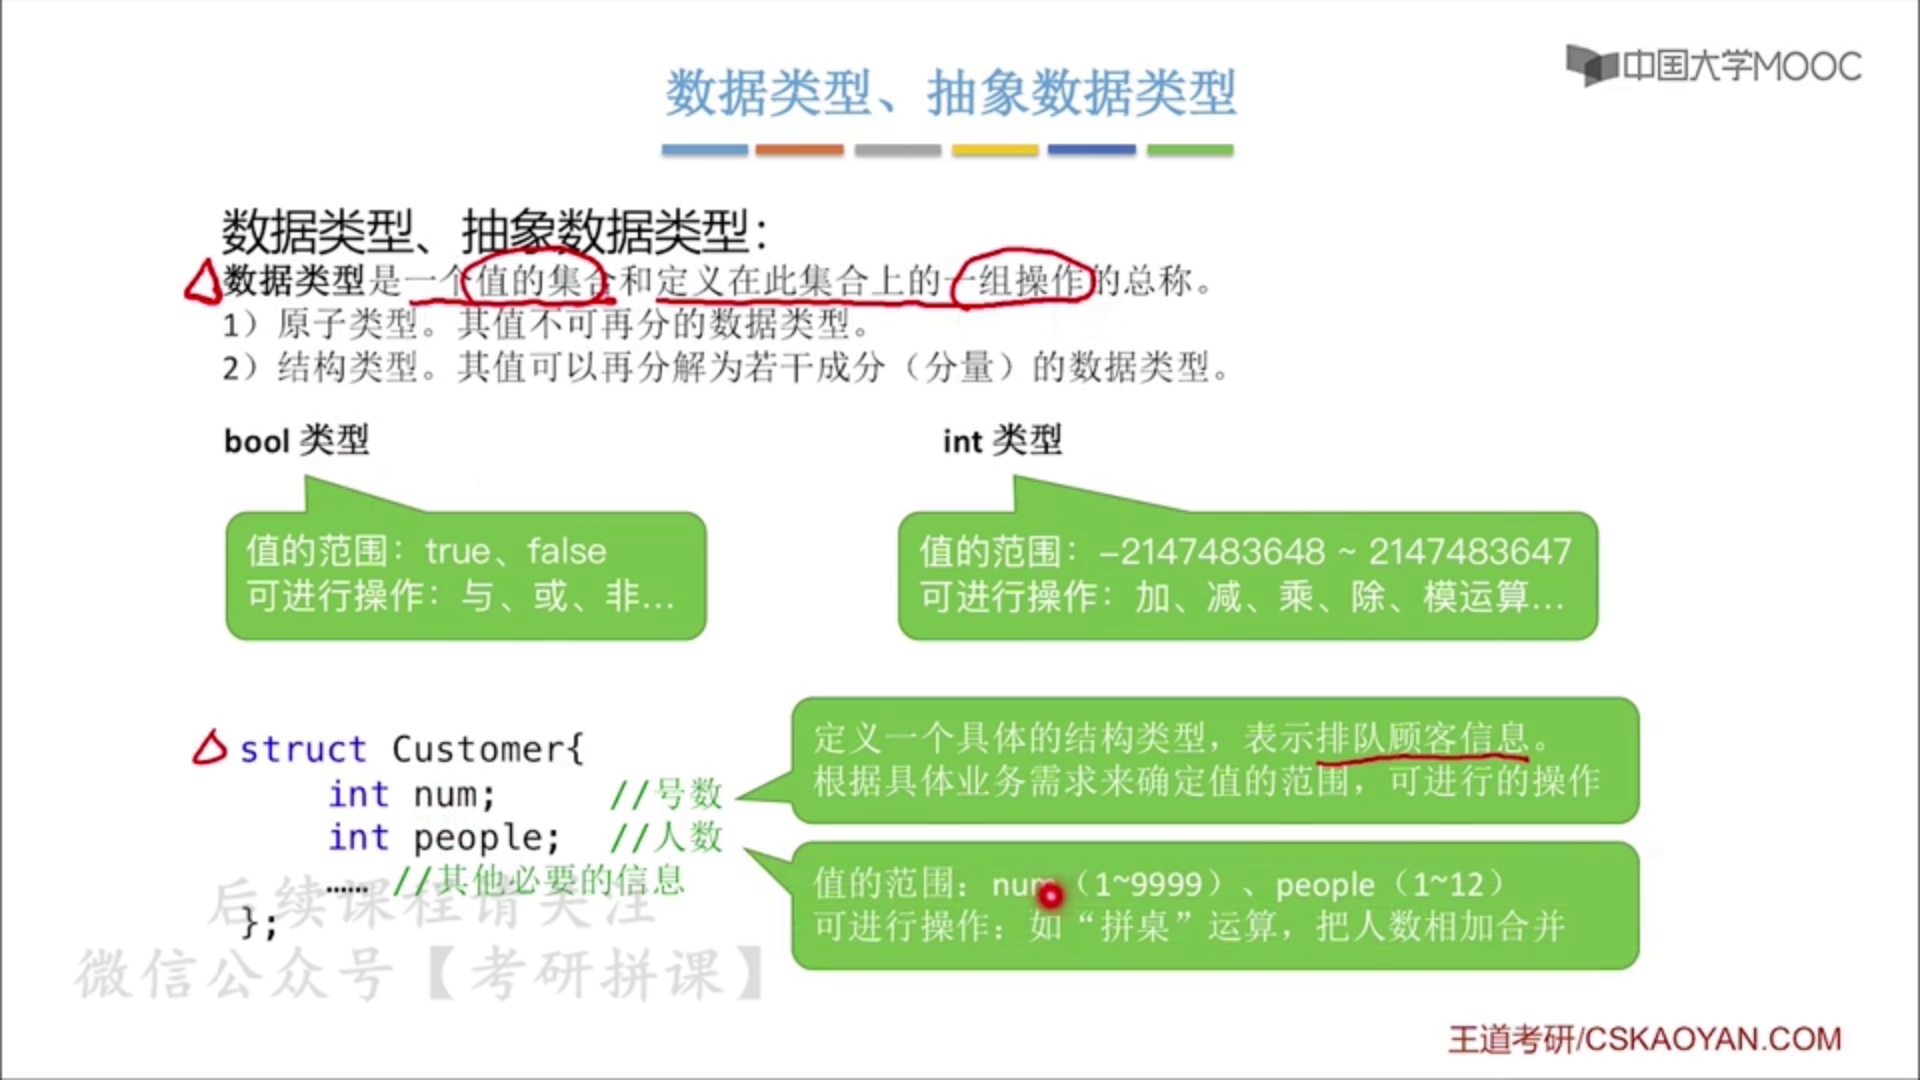 中国大学MOOC
数据类型、抽象数据类型
数据类型、抽象数据类型：
数据类型是一个值的集合和定义在此集合上的一组操作的总称。
1）原子类型。其值不可再分的数据类型。
2）结构类型。其值可以再分解为若干成分（分量）的数据类型。
bool 类型
值的范围：true、false
可进行操作：与、或、非…
int 类型
值的范围：-2147483648 ~ 2147483647
可进行操作：加、减、乘、除、模运算…
struct Customer{
int num; //号数
int people; //人数
…… //其他必要的信息
};
定义一个具体的结构类型，表示排队顾客信息。
根据具体业务需求来确定值的范围，可进行的操作
值的范围：num（1~9999）、people（1~12）
可进行操作：如“拼桌”运算，把人数相加合并
后续课程请关注
微信公众号【考研拼课】
王道考研/CSKAOYAN.COM